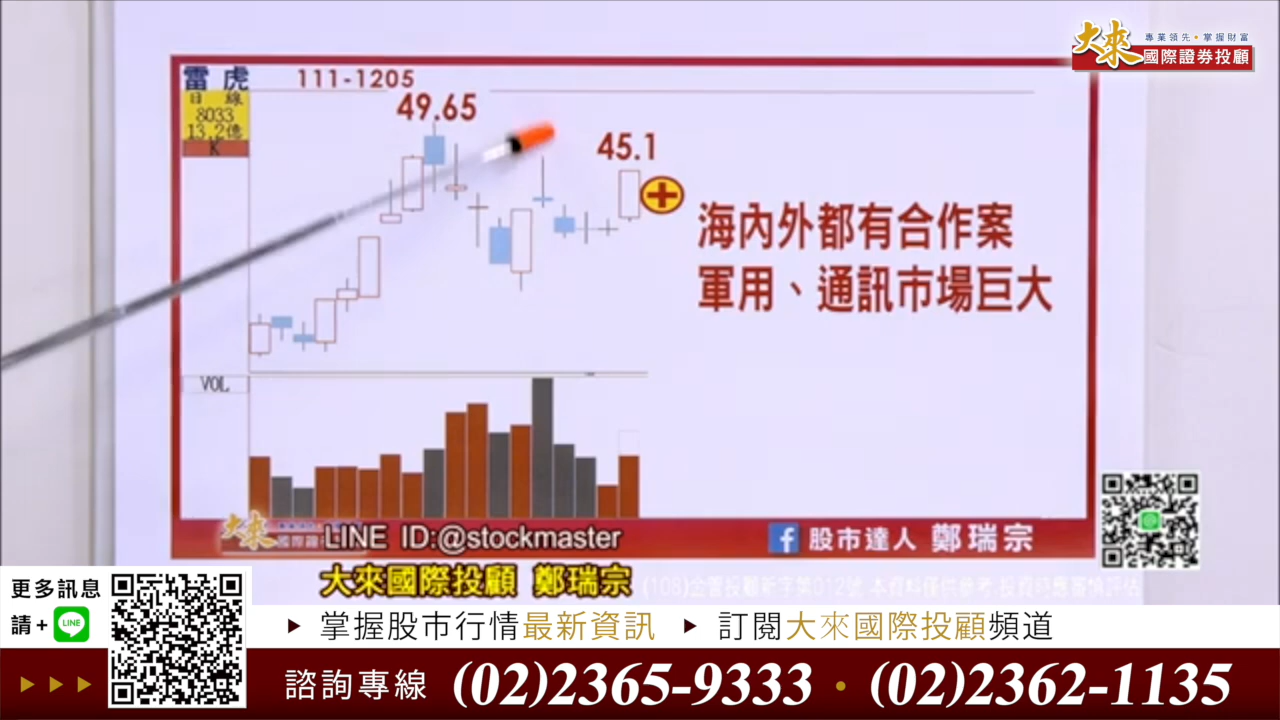 大來 專業領先•掌握財富
國際證券投顧
雷虎 111-1205
日線
8033
13.2億
K
49.65
45.1
海內外都有合作案
軍用、通訊市場巨大
VOL
大來
LINE ID:@stockmaster
股市達人 鄭瑞宗
大來國際投顧 鄭瑞宗
更多訊息
請+ LINE
掌握股市行情最新資訊 訂閱大來國際投顧頻道
諮詢專線 (02)2365-9333 • (02)2362-1135